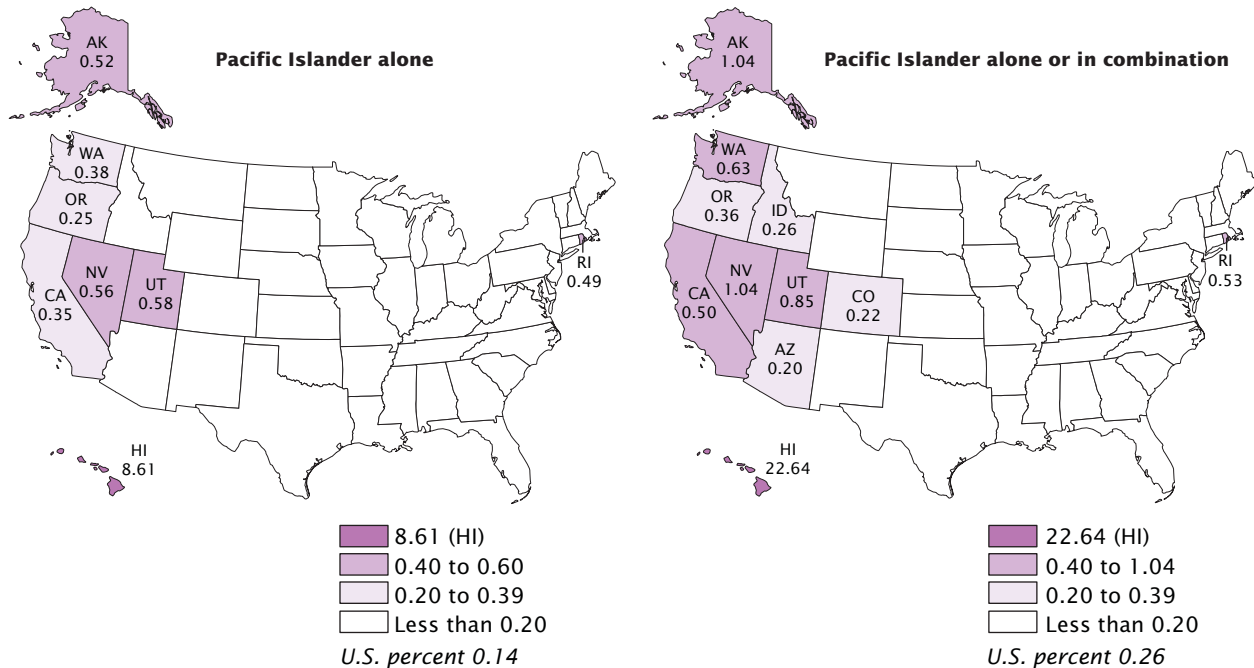 Pacific Islander alone
AK
0.52
WA
0.38
OR
0.25
CA
0.35
NV
0.56
UT
0.58
RI
0.49
HI
8.61
8.61 (HI)
0.40 to 0.60
0.20 to 0.39
Less than 0.20
U.S. percent 0.14
Pacific Islander alone or in combination
AK
1.04
WA
0.63
OR
0.36
ID
0.26
CA
0.50
NV
1.04
UT
0.85
CO
0.22
AZ
0.20
RI
0.53
HI
22.64
22.64 (HI)
0.40 to 1.04
0.20 to 0.39
Less than 0.20
U.S. percent 0.26